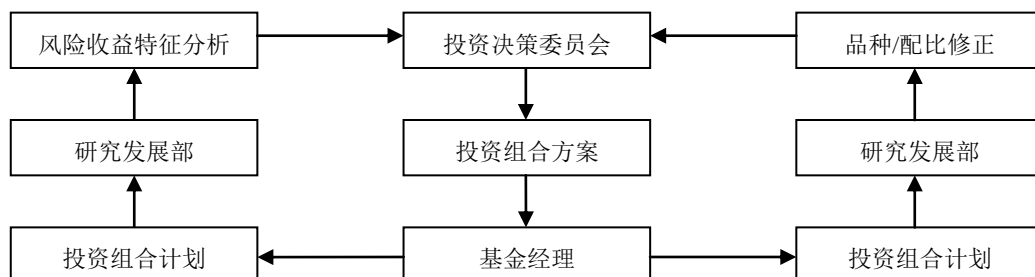 风险收益特征分析
投资决策委员会
品种/配比修正
研究发展部
投资组合方案
研究发展部
投资组合计划
基金经理
投资组合计划